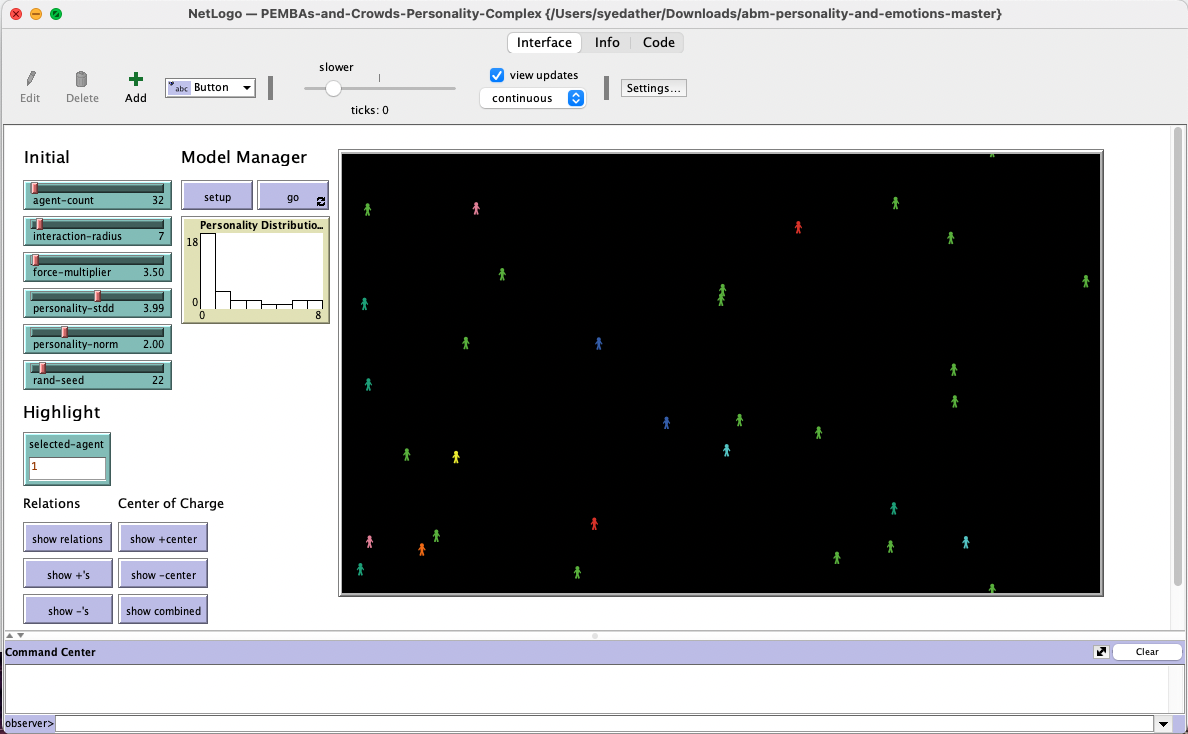 NetLogo — PEMBAs-and-Crowds-Personality-Complex {/Users/syedather/Downloads/abm-personality-and-emotions-master}
Interface Info Code
Edit Delete Add abc Button
slower
ticks: 0
view updates
continuous
Settings...
Initial
agent-count 32
interaction-radius 7
force-multiplier 3.50
personality-stdd 3.99
personality-norm 2.00
rand-seed 22
Model Manager
setup go
Personality Distributio...
18
0
0 8
Highlight
selected-agent
1
Relations Center of Charge
show relations show +center
show +'s show -center
show -'s show combined
Command Center Clear
observer>